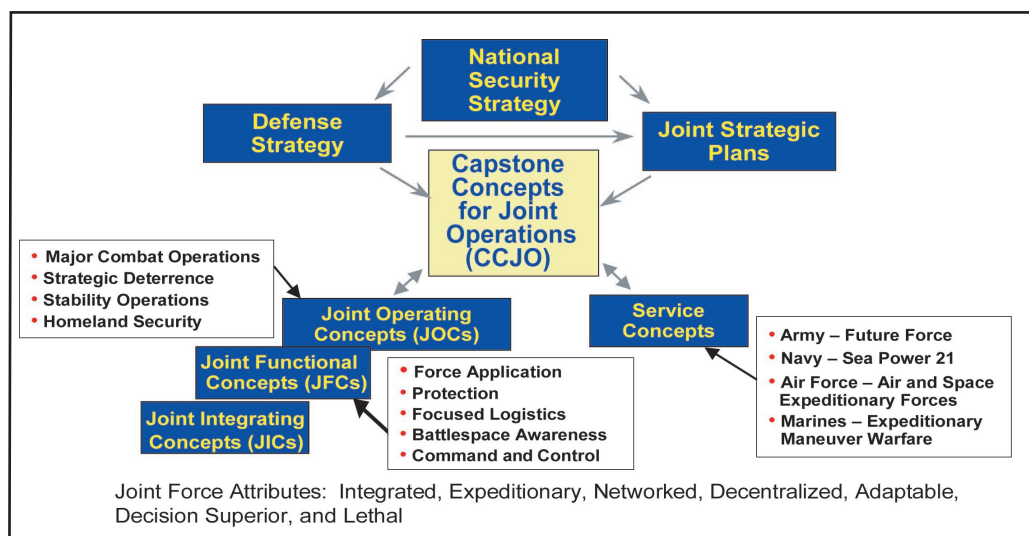 National
Security
Strategy
Defense
Strategy
Joint Strategic
Plans
Capstone
Concepts
for Joint
Operations
(CCJO)
• Major Combat Operations
• Strategic Deterrence
• Stability Operations
• Homeland Security
Joint Operating
Concepts (JOCs)
Joint Functional
Concepts (JFCs)
Joint Integrating
Concepts (JICs)
• Force Application
• Protection
• Focused Logistics
• Battlespace Awareness
• Command and Control
Service
Concepts
• Army – Future Force
• Navy – Sea Power 21
• Air Force – Air and Space
Expeditionary Forces
• Marines – Expeditionary
Maneuver Warfare
Joint Force Attributes: Integrated, Expeditionary, Networked, Decentralized, Adaptable,
Decision Superior, and Lethal